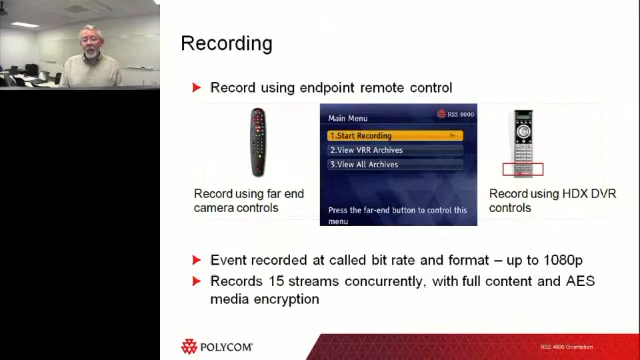 Recording
Record using endpoint remote control
Main Menu
RSS 4000
1.Start Recording
2.View VRR Archives
3.View All Archives
Press the far-end button to control this
menu
Record using far end
camera controls
Record using HDX DVR
controls
Event recorded at called bit rate and format – up to 1080p
Records 15 streams concurrently, with full content and AES
media encryption
POLYCOM
RSS 4000 Orientation